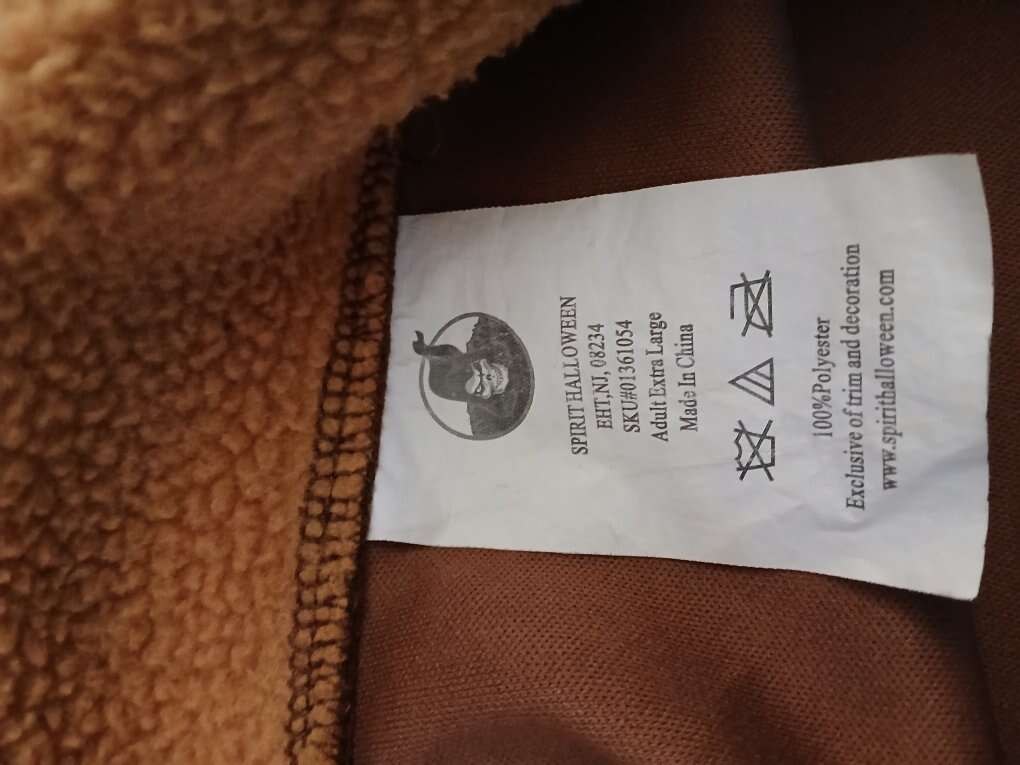 SPIRIT HALLOWEEN
EHT,NJ, 08234
SKU#01361054
Adult Extra Large
Made In China
100%Polyester
Exclusive of trim and decoration
www.spirithalloween.com